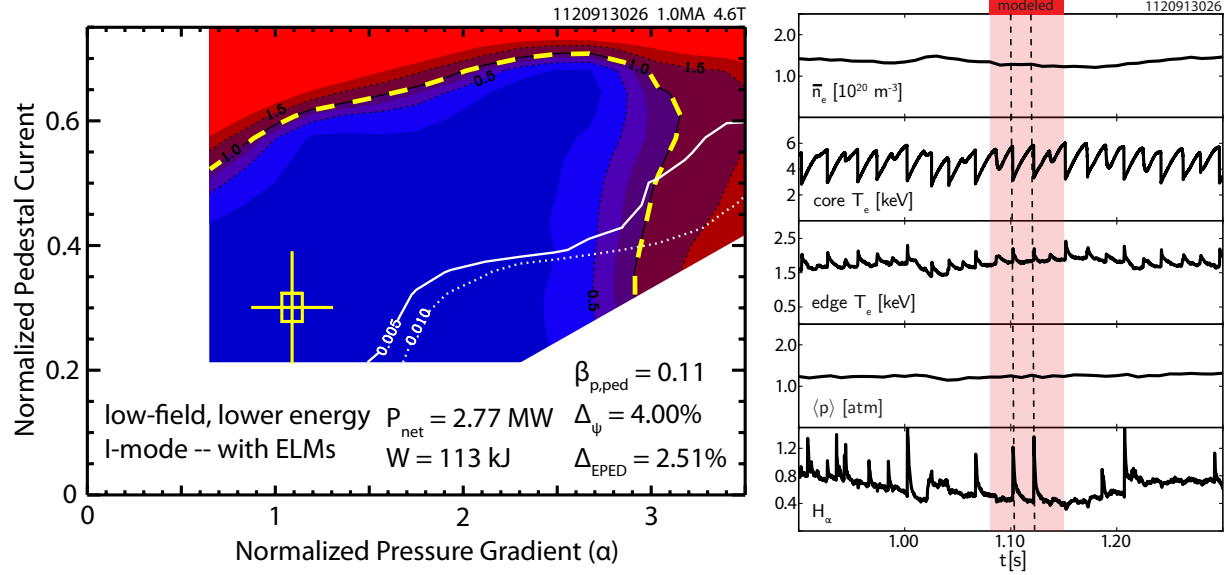 1120913026 1.0MA 4.6T
Normalized Pedestal Current
0.6
0.4
0.2
0
0
1
2
3
Normalized Pressure Gradient (α)
1.5
1.0
0.5
1.0
1.5
0.5
0.005
0.010
low-field, lower energy
I-mode -- with ELMs
P_net = 2.77 MW
W = 113 kJ
β_p,ped = 0.11
Δ_ψ = 4.00%
Δ_EPED = 2.51%
modeled
1120913026
2.0
1.0
n̅_e [10²⁰ m⁻³]
6
4
2
core T_e [keV]
2.5
1.5
0.5
edge T_e [keV]
2.0
1.0
⟨p⟩ [atm]
1.2
0.8
0.4
H_α
1.00
1.10
1.20
t[s]